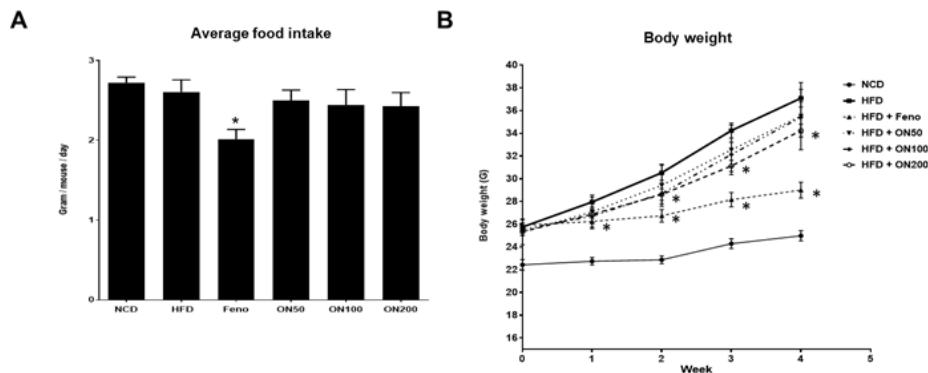 A
Average food intake
Gram / mouse / day
3
2
1
0
*
NCD HFD Feno ON50 ON100 ON200
B
Body weight
Body weight (G)
40
38
36
34
32
30
28
26
24
22
20
18
16
* * * * * * *
0 1 2 3 4 5
Week
NCD
HFD
HFD + Feno
HFD + ON50
HFD + ON100
HFD + ON200